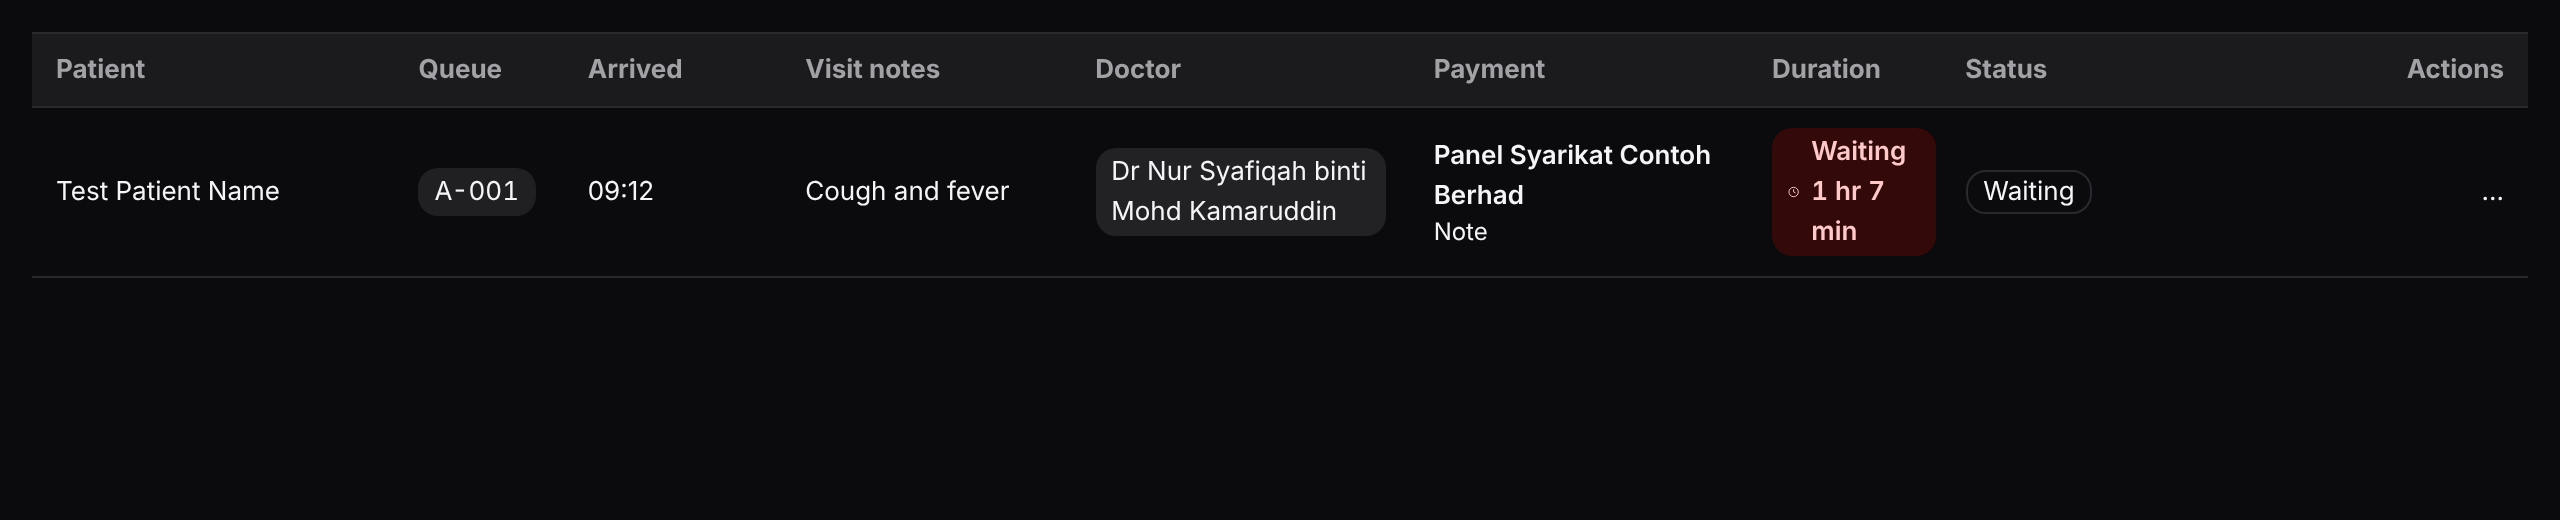 Patient Queue Arrived Visit notes Doctor Payment Duration Status Actions
Test Patient Name
A-001
09:12
Cough and fever
Dr Nur Syafiqah binti
Mohd Kamaruddin
Panel Syarikat Contoh
Berhad
Note
Waiting
1 hr 7
min
Waiting
...